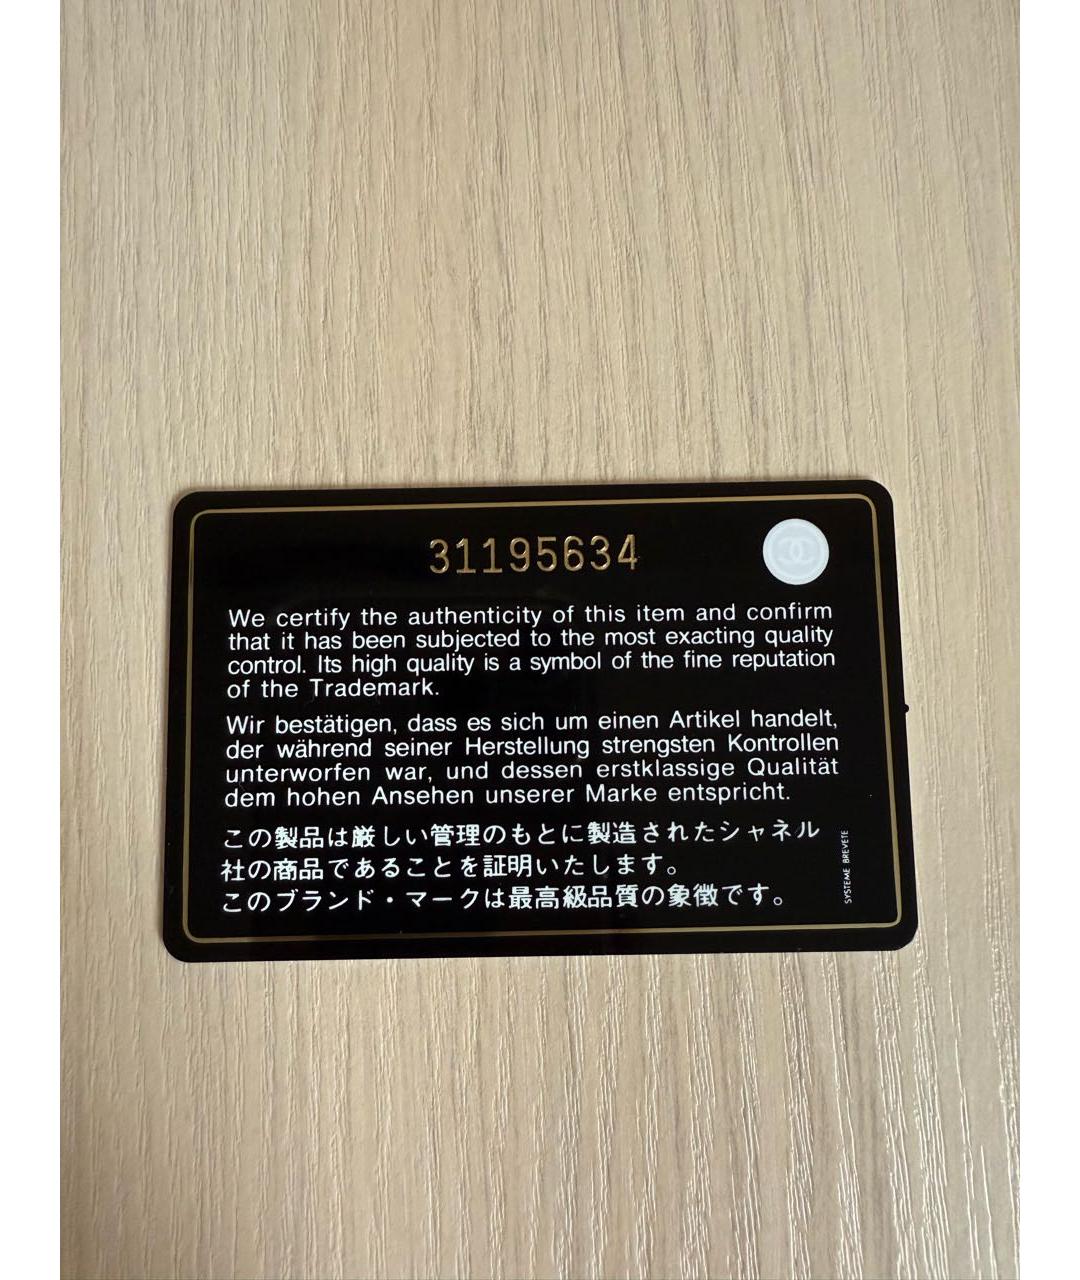 31195634
We certify the authenticity of this item and confirm
that it has been subjected to the most exacting quality
control. Its high quality is a symbol of the fine reputation
of the Trademark.
Wir bestätigen, dass es sich um einen Artikel handelt,
der während seiner Herstellung strengsten Kontrollen
unterworfen war, und dessen erstklassige Qualität
dem hohen Ansehen unserer Marke entspricht.
この製品は厳しい管理のもとに製造されたシャネル
社の商品であることを証明いたします。
このブランド・マークは最高級品質の象徴です。
SYSTEME BREVETE